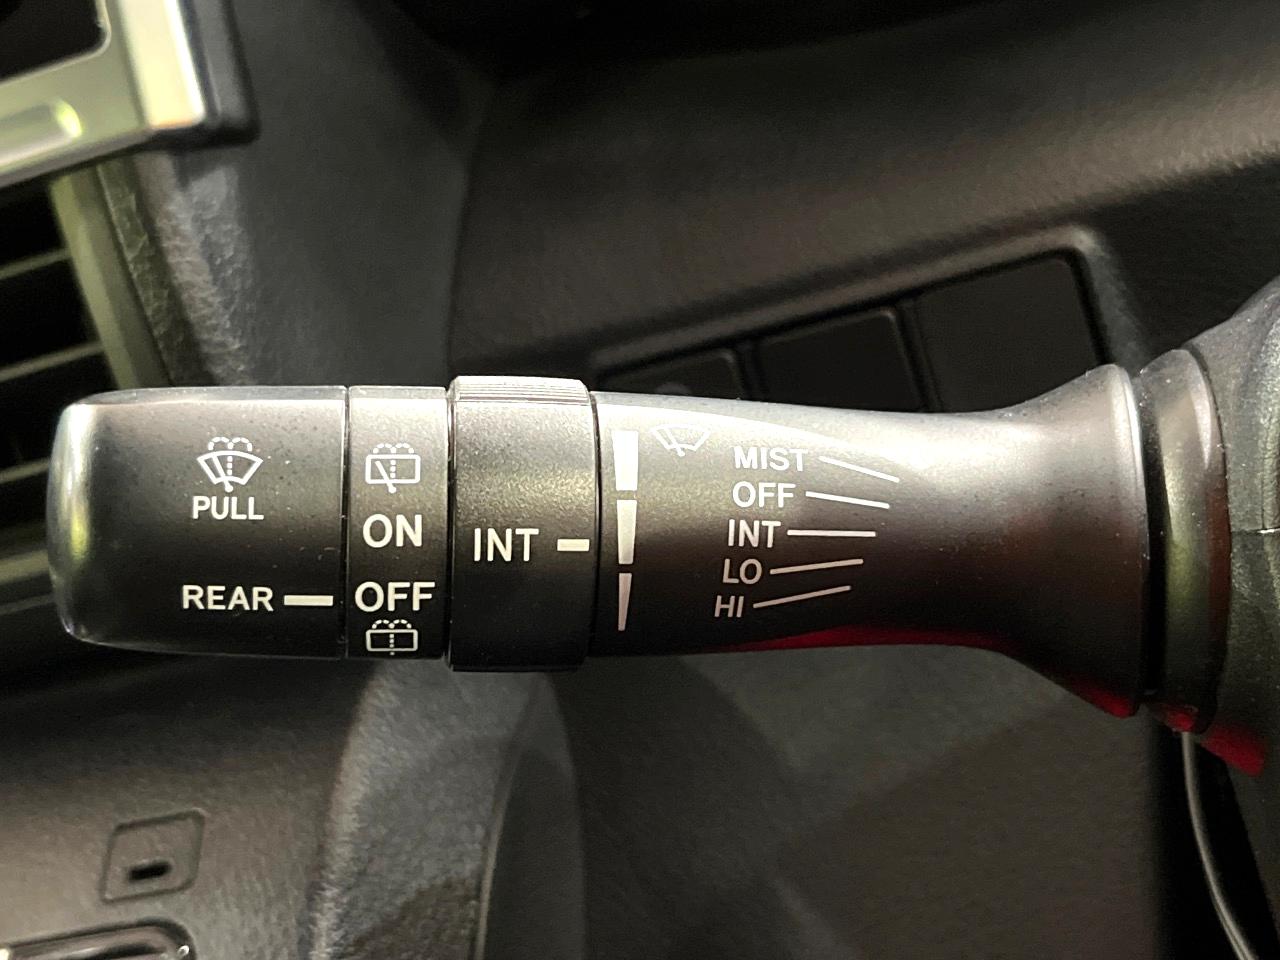 PULL
REAR
ON
OFF
INT
MIST
OFF
INT
LO
HI